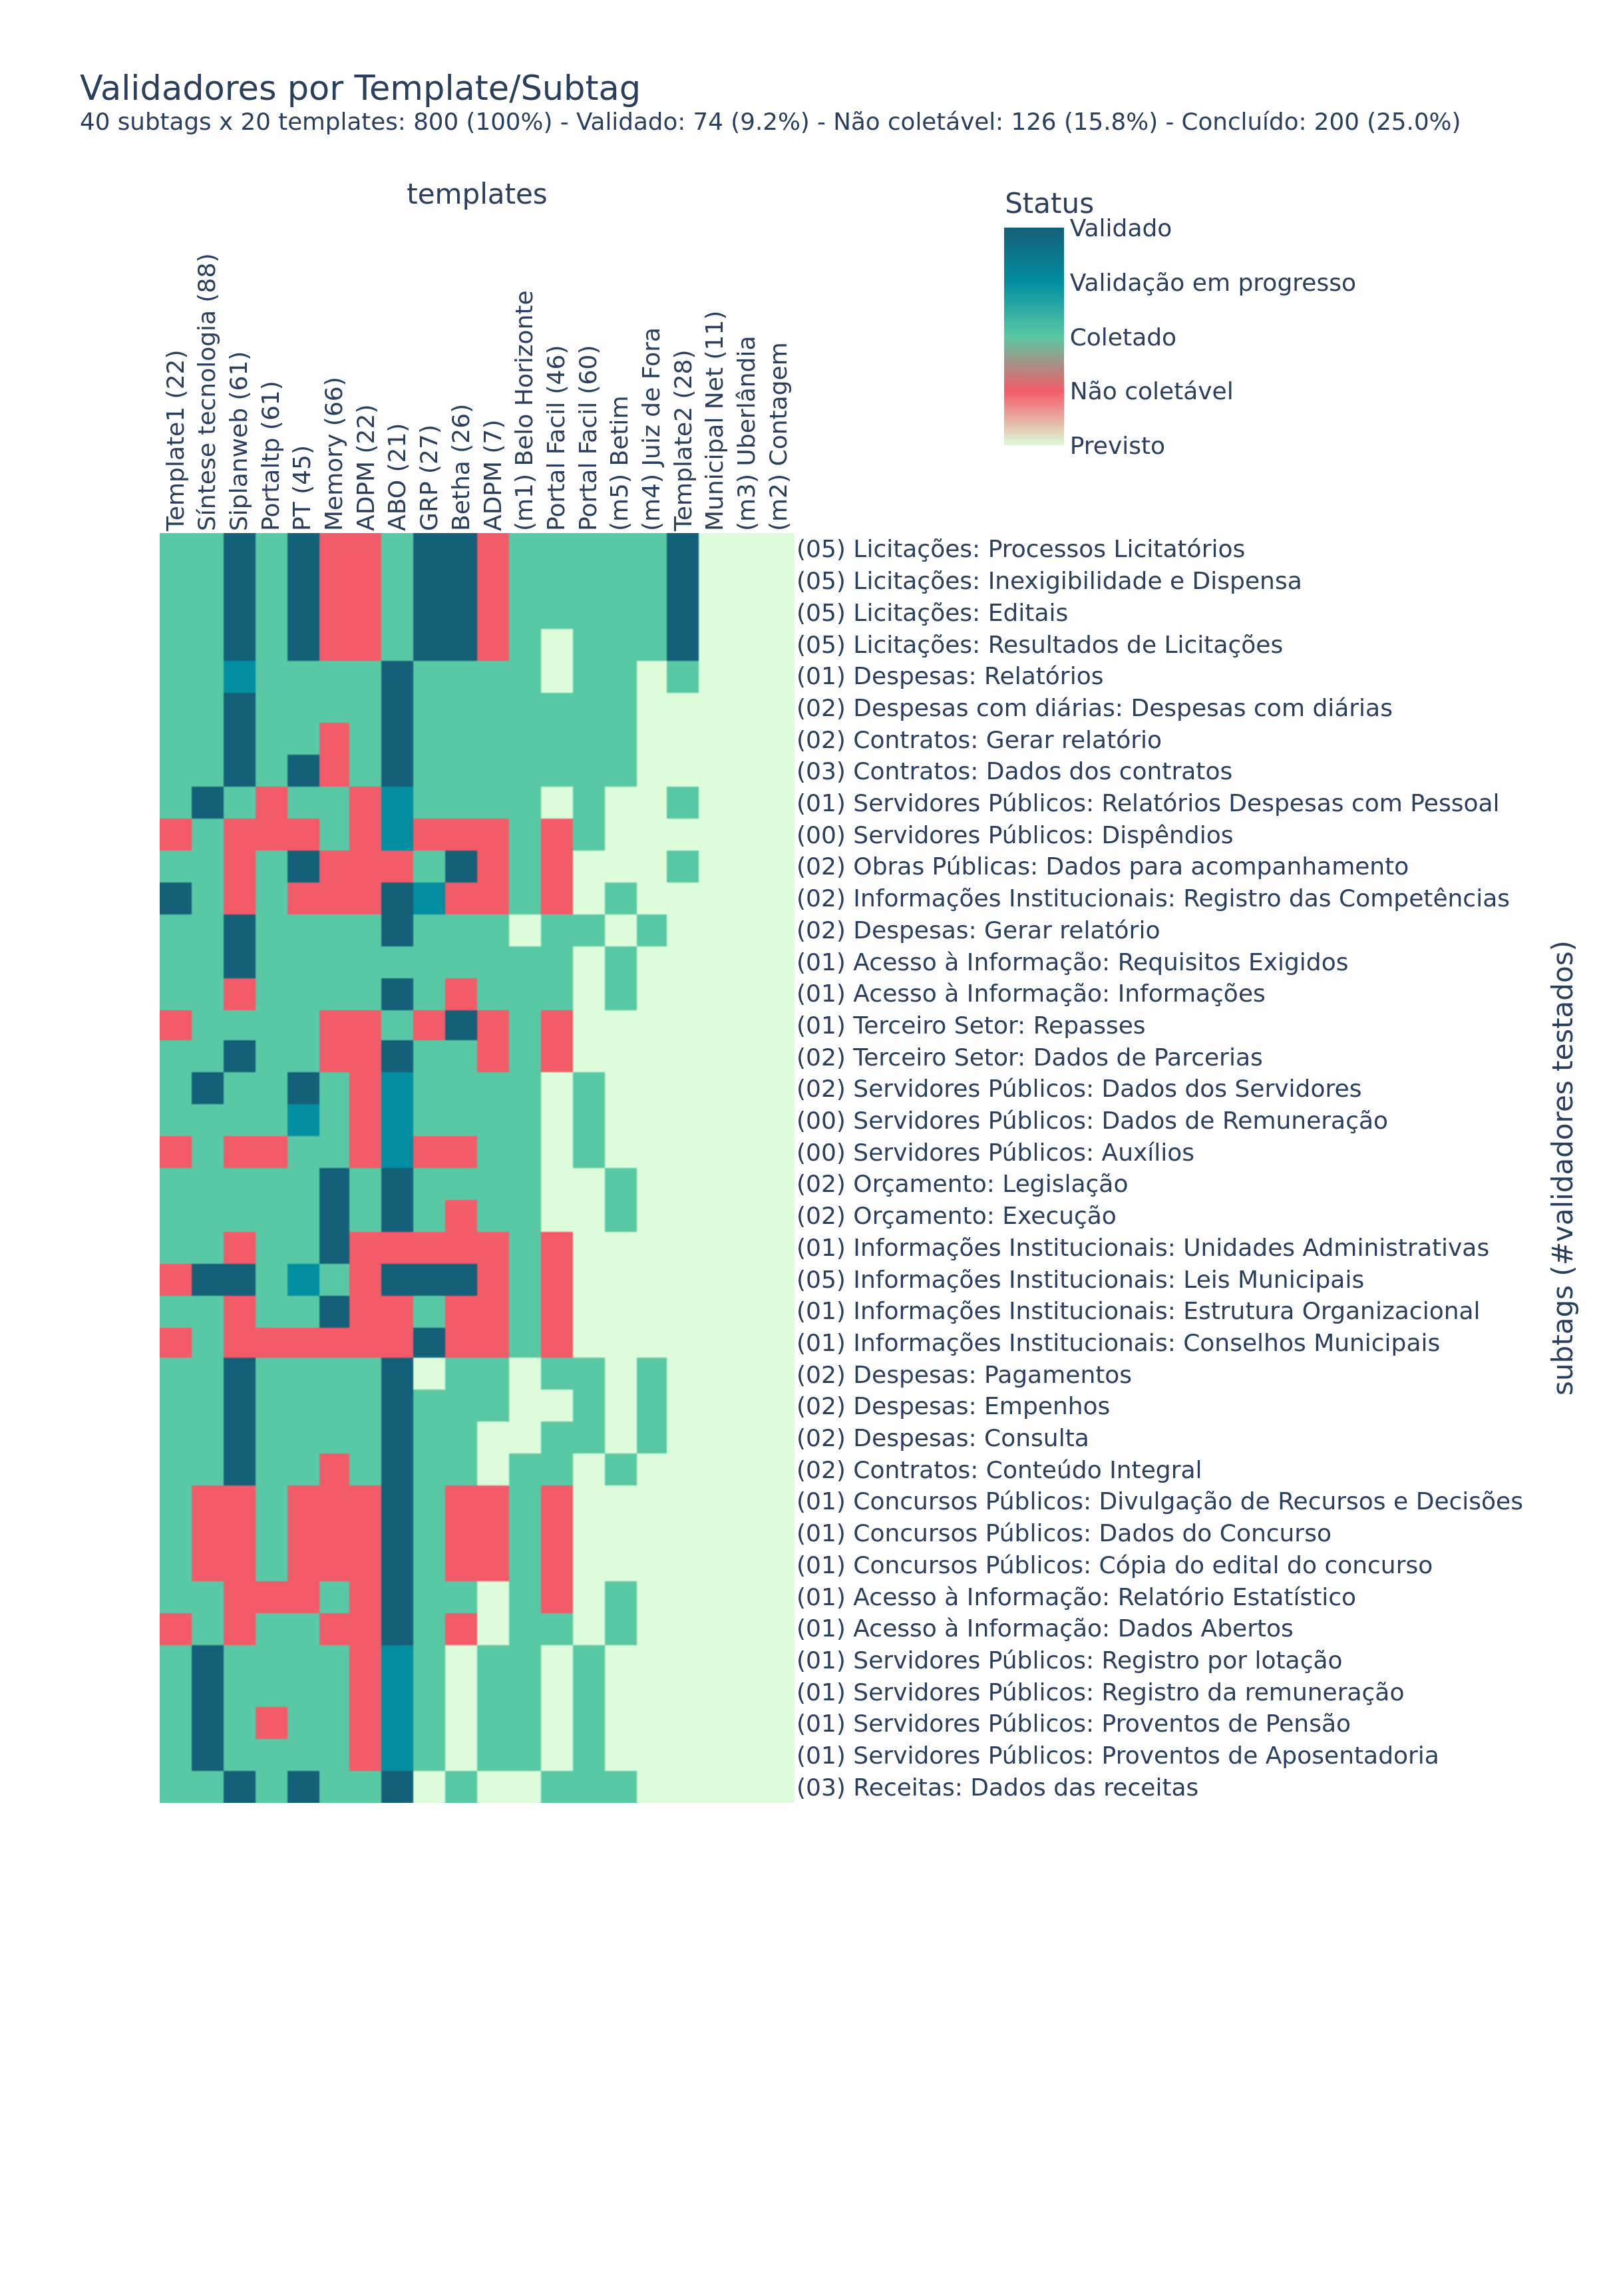 Validadores por Template/Subtag
40 subtags x 20 templates: 800 (100%) - Validado: 74 (9.2%) - Não coletável: 126 (15.8%) - Concluído: 200 (25.0%)
templates
Status
Validado
Validação em progresso
Coletado
Não coletável
Previsto
Template1 (22)
Síntese tecnologia (88)
Siplanweb (61)
Portaltp (61)
PT (45)
Memory (66)
ADPM (22)
ABO (21)
GRP (27)
Betha (26)
ADPM (7)
(m1) Belo Horizonte
Portal Facil (46)
Portal Facil (60)
(m5) Betim
(m4) Juiz de Fora
Template2 (28)
Municipal Net (11)
(m3) Uberlândia
(m2) Contagem
(05) Licitações: Processos Licitatórios
(05) Licitações: Inexigibilidade e Dispensa
(05) Licitações: Editais
(05) Licitações: Resultados de Licitações
(01) Despesas: Relatórios
(02) Despesas com diárias: Despesas com diárias
(02) Contratos: Gerar relatório
(03) Contratos: Dados dos contratos
(01) Servidores Públicos: Relatórios Despesas com Pessoal
(00) Servidores Públicos: Dispêndios
(02) Obras Públicas: Dados para acompanhamento
(02) Informações Institucionais: Registro das Competências
(02) Despesas: Gerar relatório
(01) Acesso à Informação: Requisitos Exigidos
(01) Acesso à Informação: Informações
(01) Terceiro Setor: Repasses
(02) Terceiro Setor: Dados de Parcerias
(02) Servidores Públicos: Dados dos Servidores
(00) Servidores Públicos: Dados de Remuneração
(00) Servidores Públicos: Auxílios
(02) Orçamento: Legislação
(02) Orçamento: Execução
(01) Informações Institucionais: Unidades Administrativas
(05) Informações Institucionais: Leis Municipais
(01) Informações Institucionais: Estrutura Organizacional
(01) Informações Institucionais: Conselhos Municipais
(02) Despesas: Pagamentos
(02) Despesas: Empenhos
(02) Despesas: Consulta
(02) Contratos: Conteúdo Integral
(01) Concursos Públicos: Divulgação de Recursos e Decisões
(01) Concursos Públicos: Dados do Concurso
(01) Concursos Públicos: Cópia do edital do concurso
(01) Acesso à Informação: Relatório Estatístico
(01) Acesso à Informação: Dados Abertos
(01) Servidores Públicos: Registro por lotação
(01) Servidores Públicos: Registro da remuneração
(01) Servidores Públicos: Proventos de Pensão
(01) Servidores Públicos: Proventos de Aposentadoria
(03) Receitas: Dados das receitas
subtags (#validadores testados)